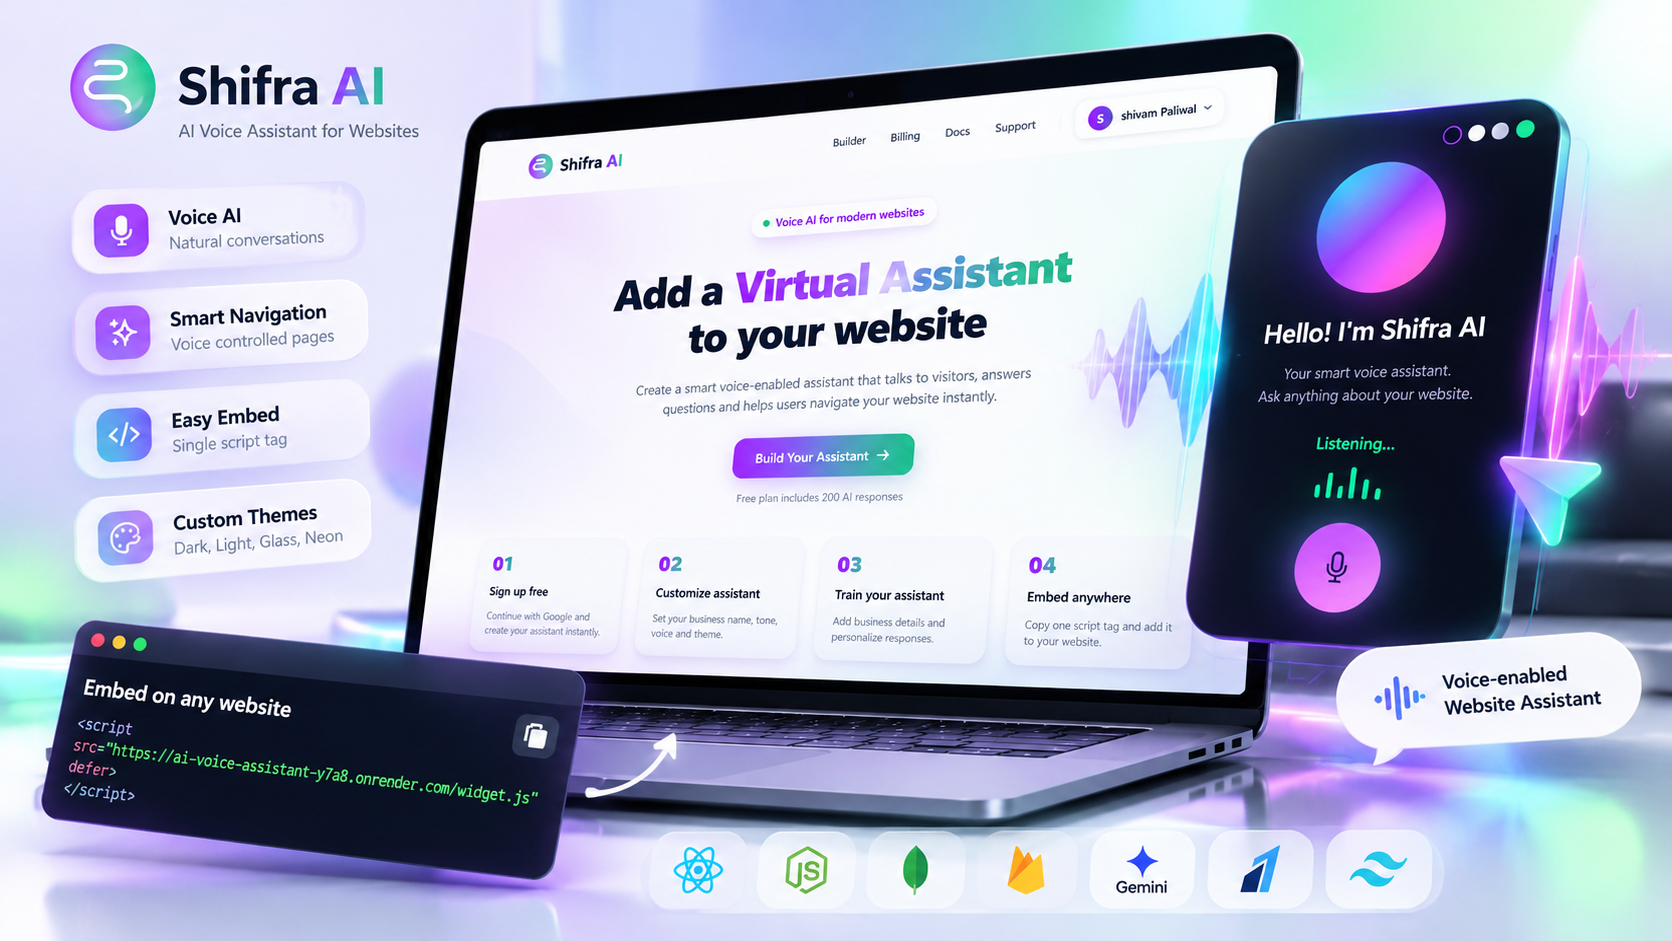 Shifra AI
AI Voice Assistant for Websites
Voice AI
Natural conversations
Smart Navigation
Voice controlled pages
Easy Embed
Single script tag
Custom Themes
Dark, Light, Glass, Neon
Shifra AI
Builder
Billing
Docs
Support
S
shivam Paliwal
Voice AI for modern websites
Add a Virtual Assistant
to your website
Create a smart voice-enabled assistant that talks to visitors, answers
questions and helps users navigate your website instantly.
Build Your Assistant →
Free plan includes 200 AI responses
01
Sign up free
Continue with Google and
create your assistant instantly.
02
Customize assistant
Set your business name, tone,
voice and theme.
03
Train your assistant
Add business details and
personalize responses.
04
Embed anywhere
Copy one script tag and add it
to your website.
Hello! I'm Shifra AI
Your smart voice assistant.
Ask anything about your website.
Listening...
Embed on any website
<script
src="https://ai-voice-assistant-y7a8.onrender.com/widget.js"
defer>
</script>
Voice-enabled
Website Assistant
JS
Gemini